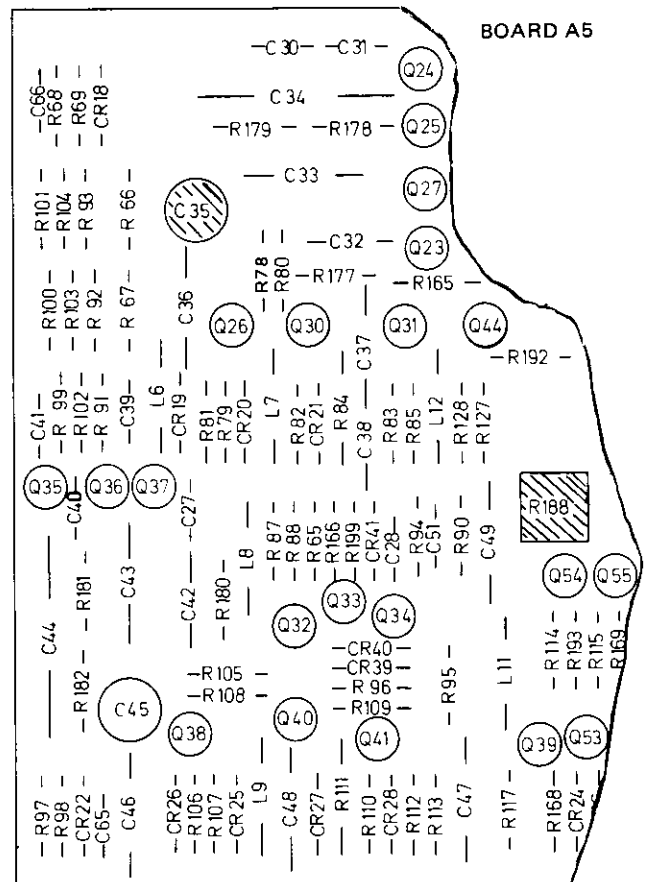 BOARD A5
C30 C31 Q24
C66 R68 R69 CR18 C34
R179 R178 Q25
C33 Q27
R101 R104 R93 R66 C35
C32 Q23
R78 R80 R177 R165
R100 R103 R92 R67 C36 Q26 Q30 C37 Q31 Q44
R192
C41 R99 R102 R91 C39 L6 CR19 R81 R79 CR20 L7 R82 CR21 R84 C38 R83 R85 L12 R128 R127
Q35 C40 Q36 Q37 C27 R188
L8 R87 R88 R65 R166 R199 CR41 C28 R94 C51 R90 C49
R181 C43 Q54 Q55
C44 C42 R180 Q32 Q33 Q34
R114 R193 R115 R169
CR40
CR39
R182 R105 R96 R95 L11
R108 R109
C45 Q38 Q40 Q41 Q39 Q53
R97 R98 CR22 C65 C46 CR26 R106 R107 CR25 L9 C48 CR27 R111 R110 CR28 R112 R113 C47 R117 R168 CR24